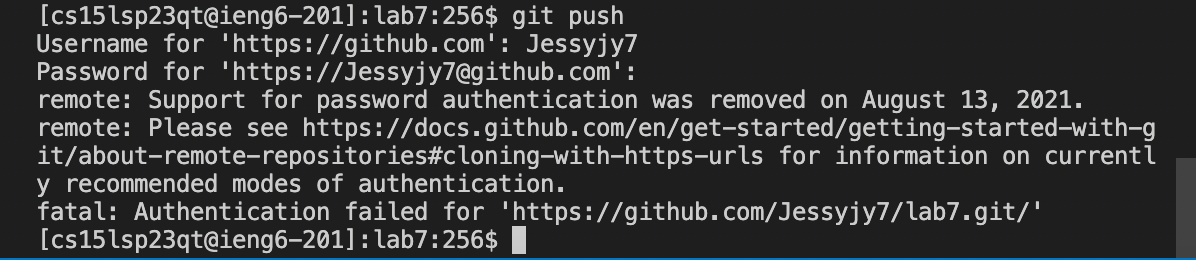 [cs15lsp23qt@ieng6-201]:lab7:256$ git push
Username for 'https://github.com': Jessyjy7
Password for 'https://Jessyjy7@github.com':
remote: Support for password authentication was removed on August 13, 2021.
remote: Please see https://docs.github.com/en/get-started/getting-started-with-g
it/about-remote-repositories#cloning-with-https-urls for information on currentl
y recommended modes of authentication.
fatal: Authentication failed for 'https://github.com/Jessyjy7/lab7.git/'
[cs15lsp23qt@ieng6-201]:lab7:256$